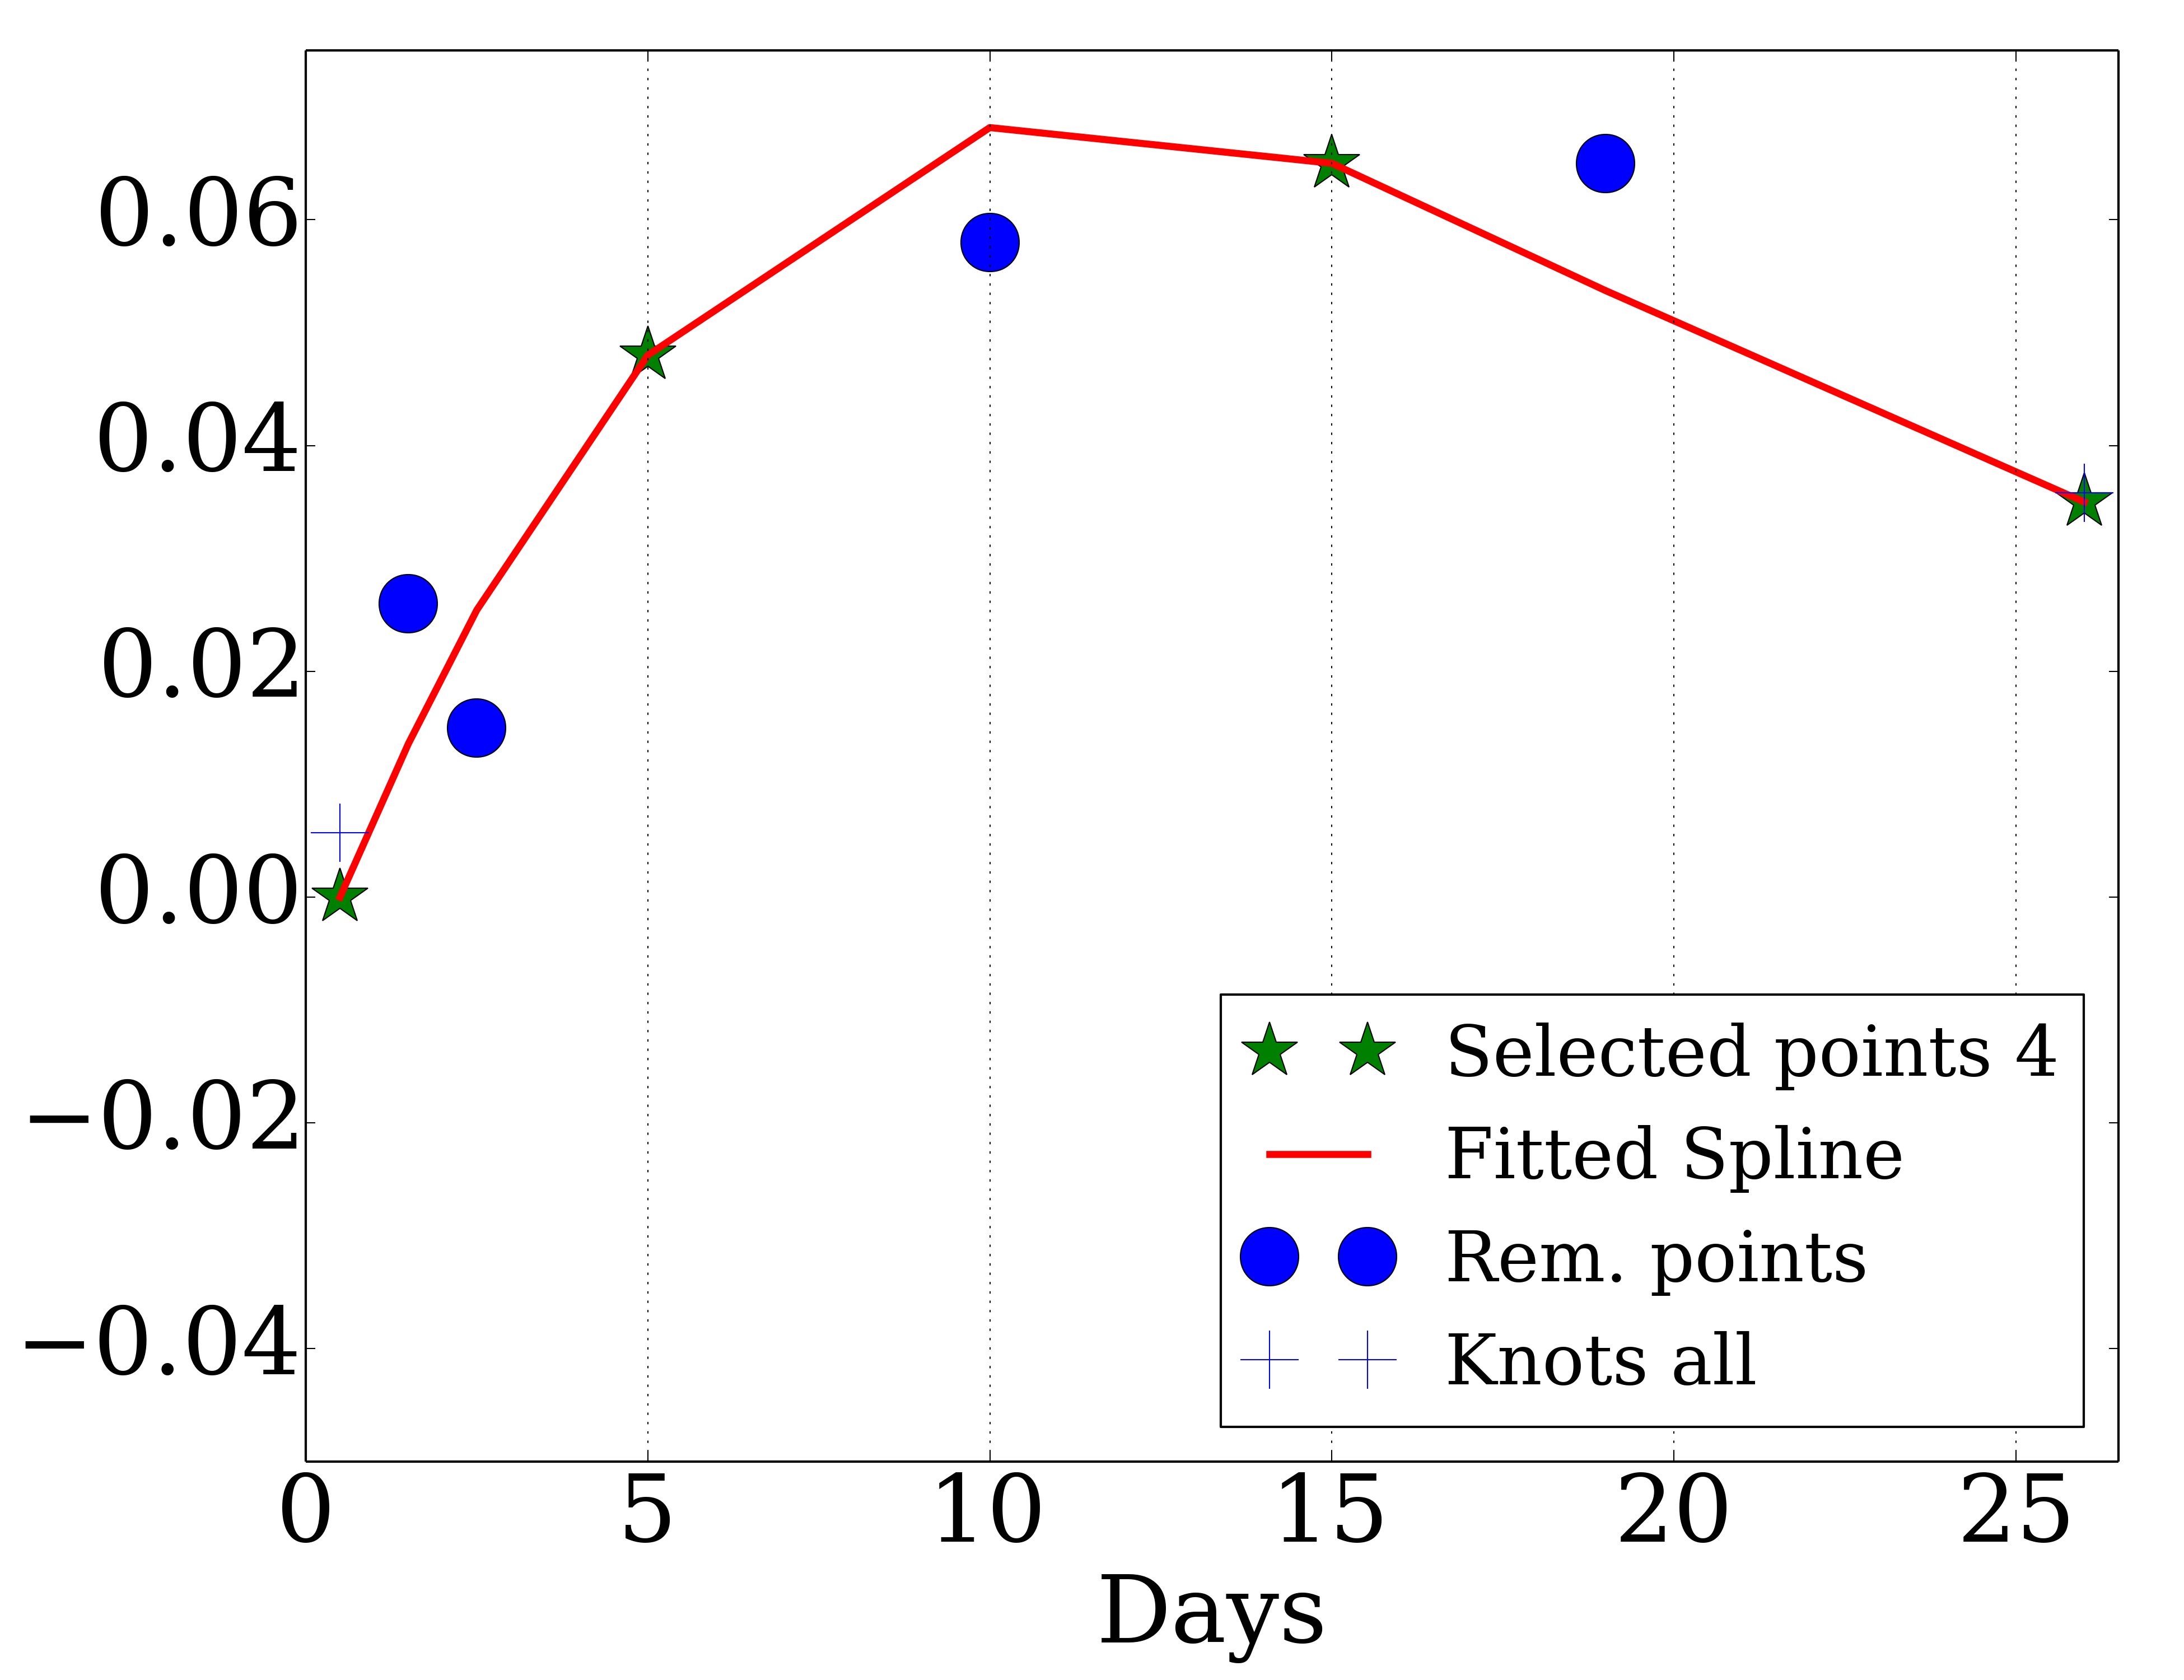 0.06
0.04
0.02
0.00
−0.02
−0.04
Selected points 4
Fitted Spline
Rem. points
Knots all
0 5 10 15 20 25
Days